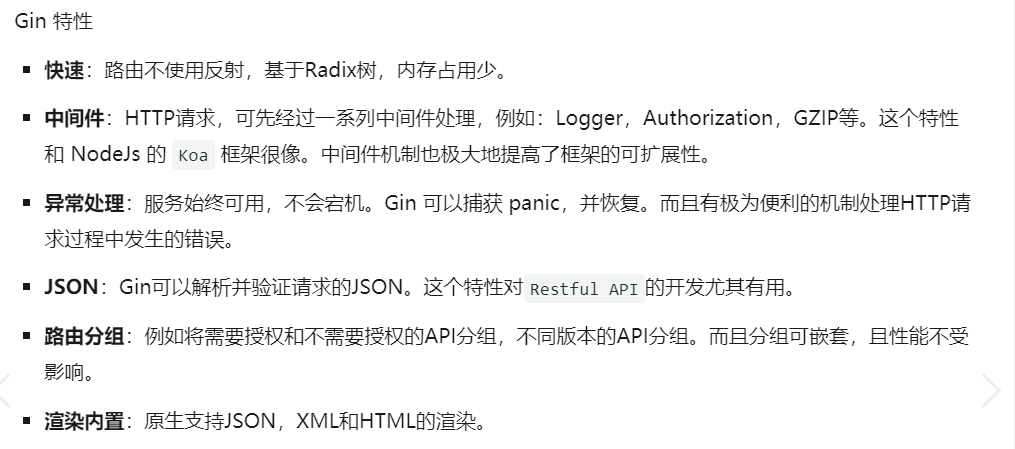 Gin 特性
▪ 快速：路由不使用反射，基于Radix树，内存占用少。
▪ 中间件：HTTP请求，可先经过一系列中间件处理，例如：Logger，Authorization，GZIP等。这个特性
和 NodeJs 的 Koa 框架很像。中间件机制也极大地提高了框架的可扩展性。
▪ 异常处理：服务始终可用，不会宕机。Gin 可以捕获 panic，并恢复。而且有极为便利的机制处理HTTP请
求过程中发生的错误。
▪ JSON：Gin可以解析并验证请求的JSON。这个特性对Restful API的开发尤其有用。
▪ 路由分组：例如将需要授权和不需要授权的API分组，不同版本的API分组。而且分组可嵌套，且性能不受
影响。
▪ 渲染内置：原生支持JSON，XML和HTML的渲染。